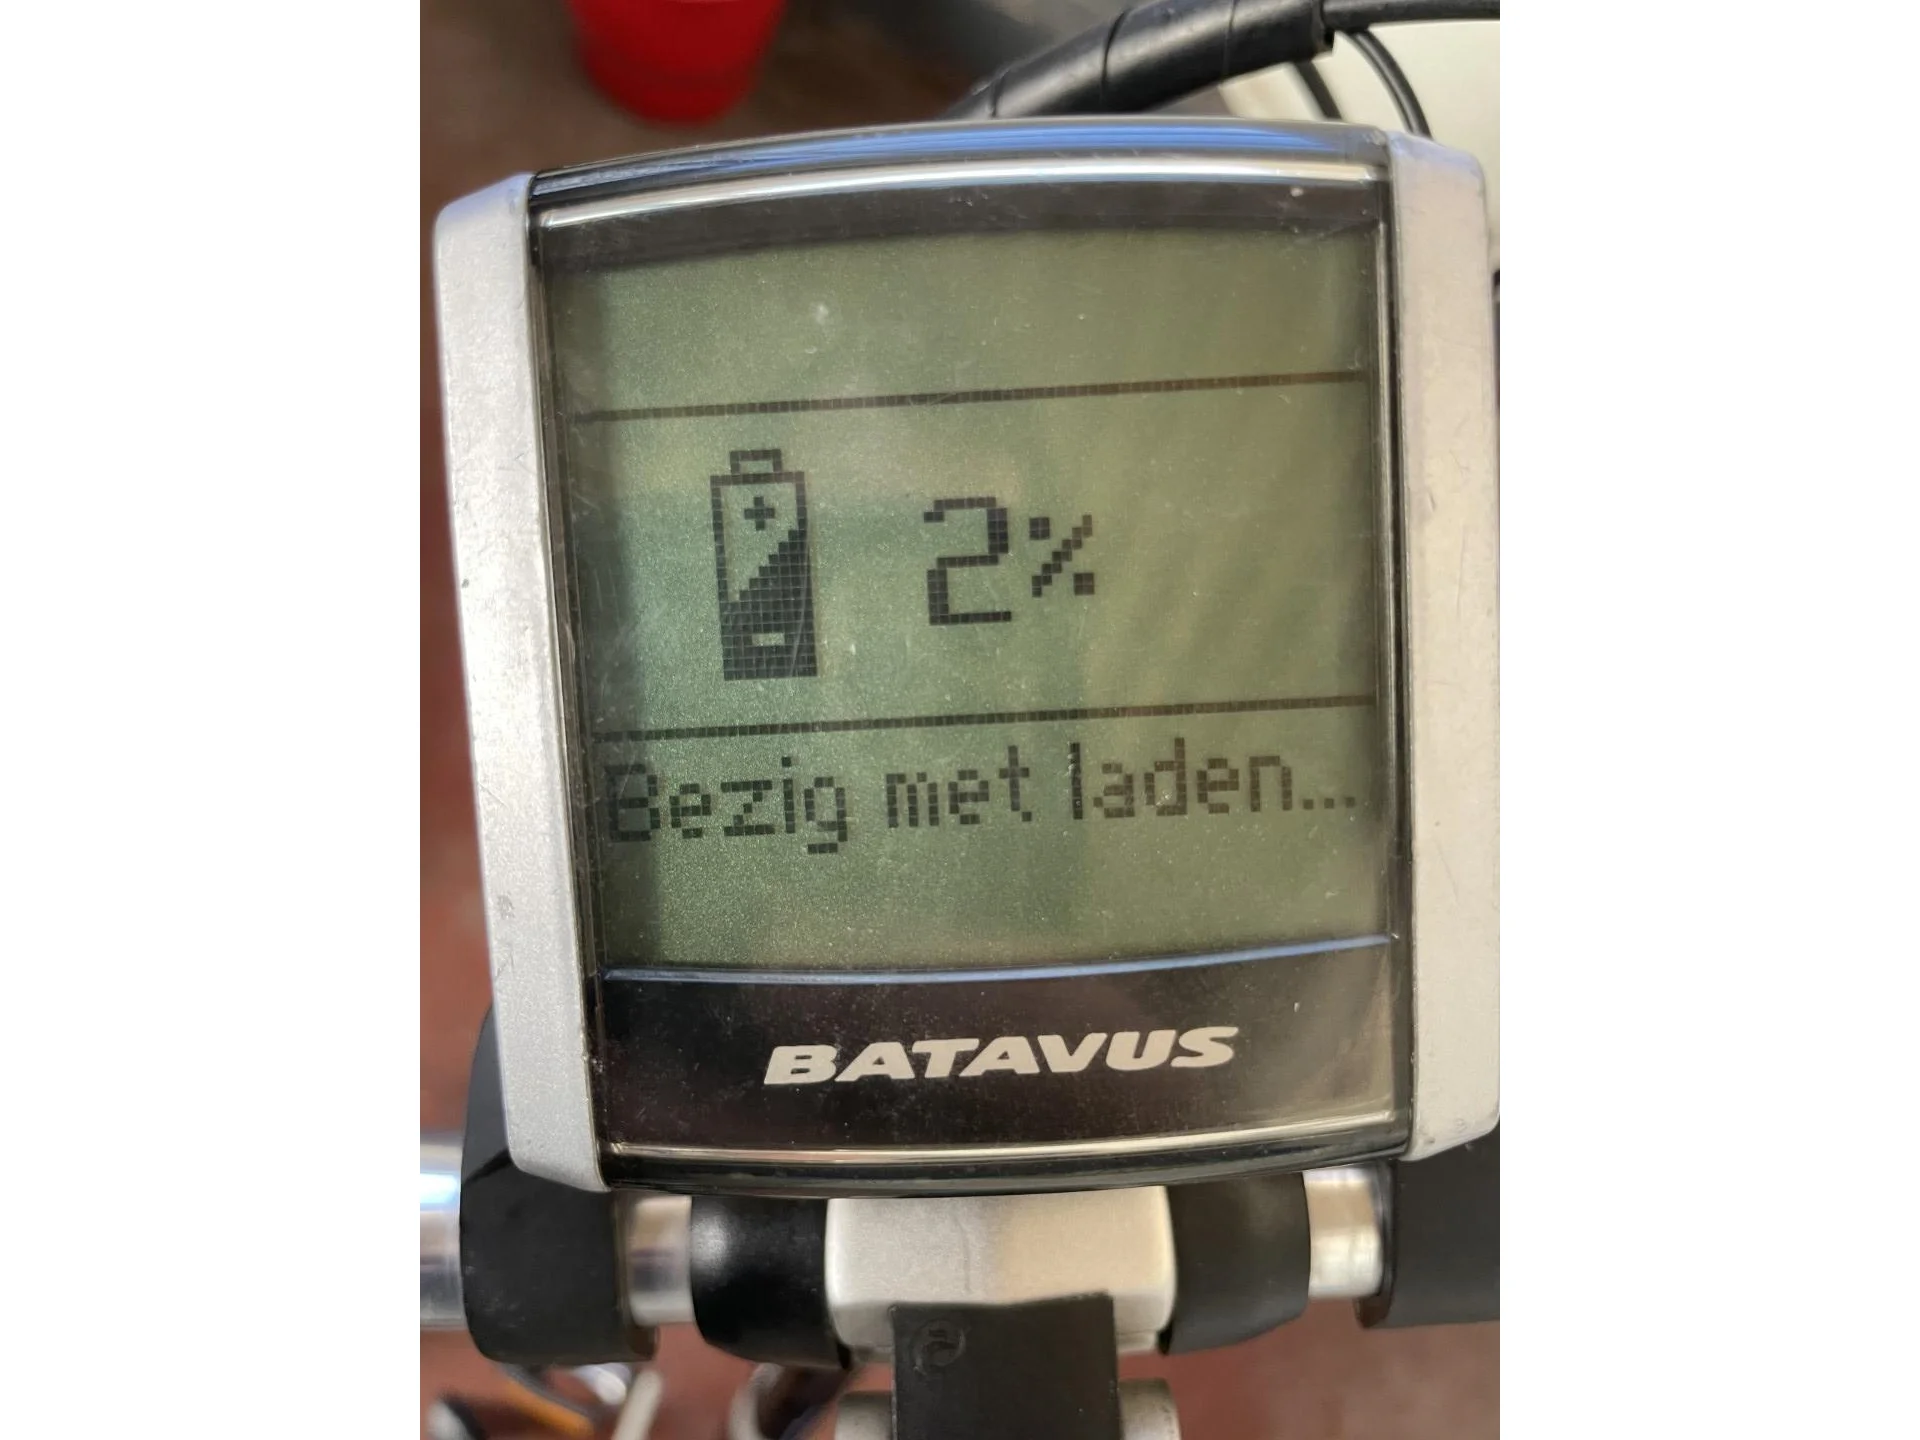 2%
Bezig met laden...
BATAVUS